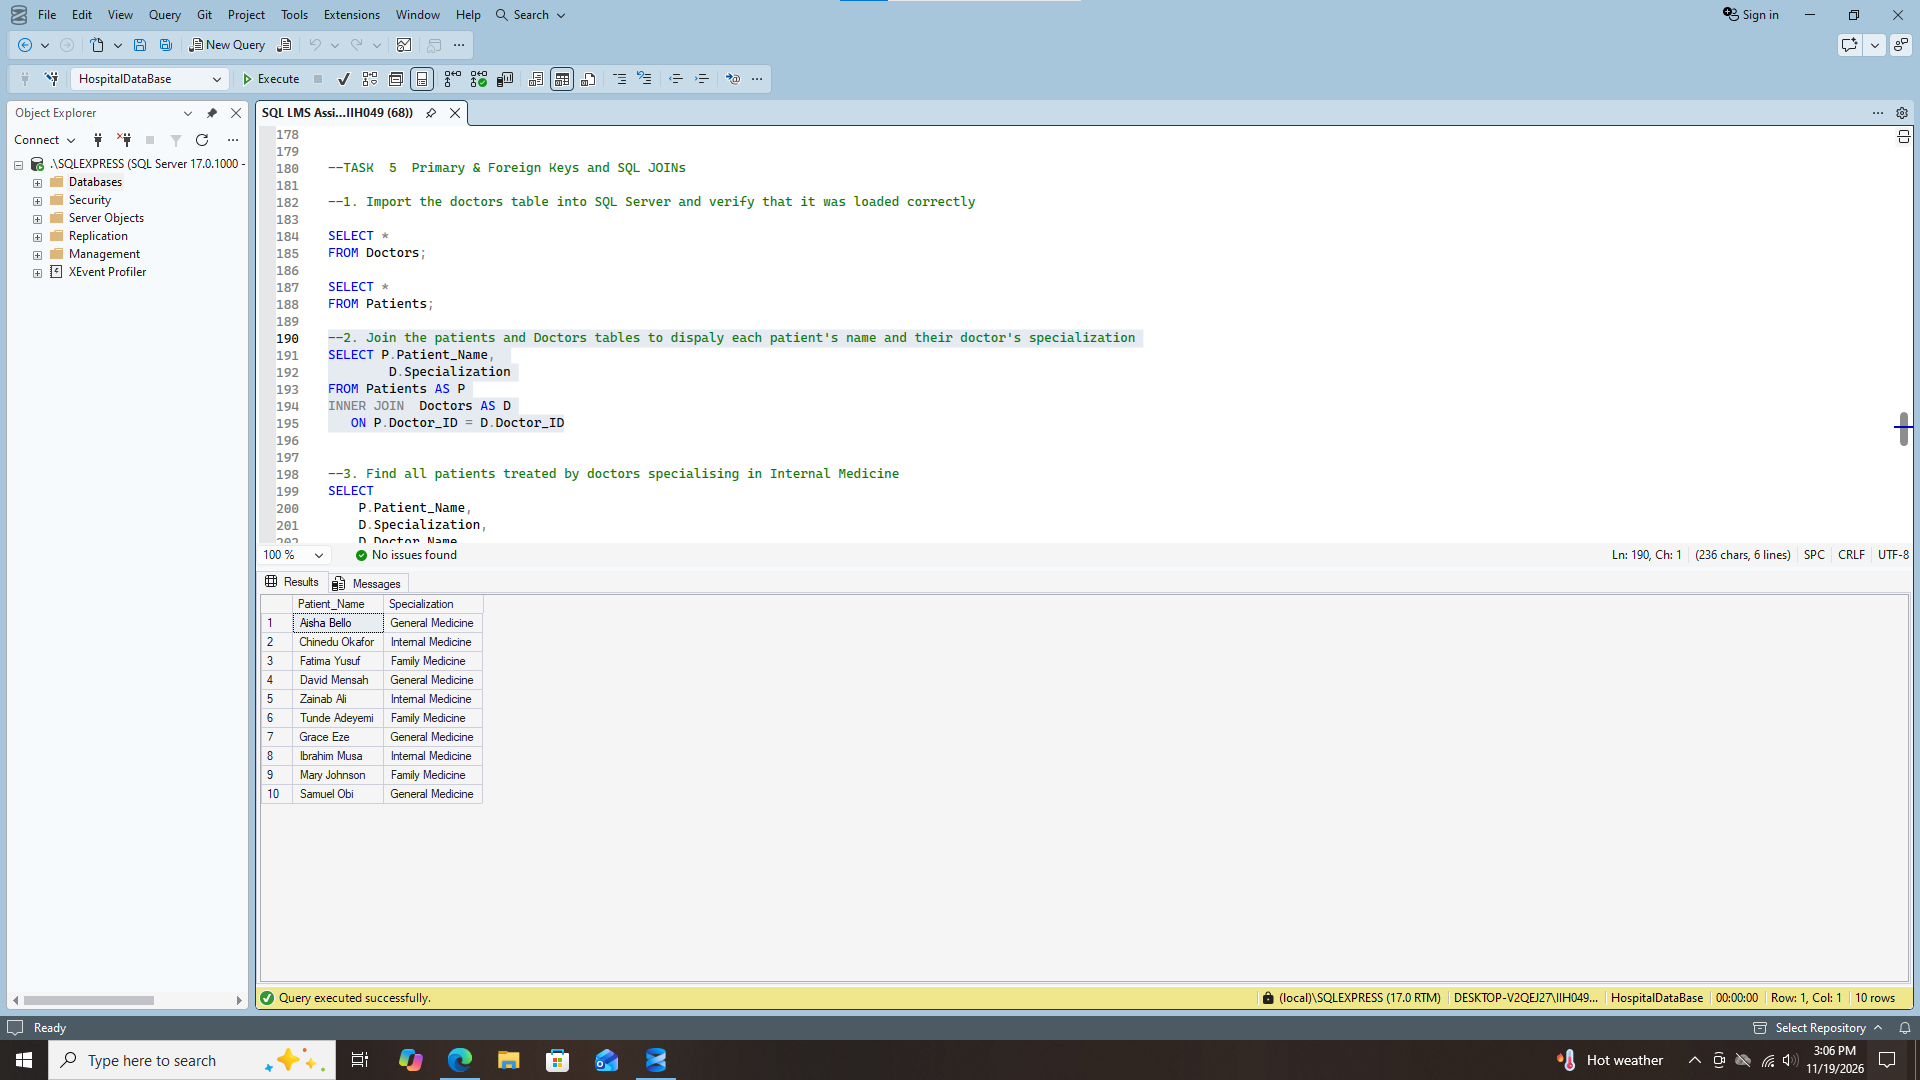 File Edit View Query Git Project Tools Extensions Window Help Search Sign in
New Query
HospitalDataBase Execute
Object Explorer
Connect
.\SQLEXPRESS (SQL Server 17.0.1000 -
Databases
Security
Server Objects
Replication
Management
XEvent Profiler
SQL LMS Assi...IIH049 (68))
178
179
180 --TASK  5  Primary & Foreign Keys and SQL JOINs
181
182 --1. Import the doctors table into SQL Server and verify that it was loaded correctly
183
184 SELECT *
185 FROM Doctors;
186
187 SELECT *
188 FROM Patients;
189
190 --2. Join the patients and Doctors tables to dispaly each patient's name and their doctor's specialization
191 SELECT P.Patient_Name,
192 D.Specialization
193 FROM Patients AS P
194 INNER JOIN  Doctors AS D
195 ON P.Doctor_ID = D.Doctor_ID
196
197
198 --3. Find all patients treated by doctors specialising in Internal Medicine
199 SELECT
200 P.Patient_Name,
201 D.Specialization,
202 D.Doctor_Name
100 % No issues found Ln: 190, Ch: 1 (236 chars, 6 lines) SPC CRLF UTF-8
Results Messages
Patient_Name Specialization
1 Aisha Bello General Medicine
2 Chinedu Okafor Internal Medicine
3 Fatima Yusuf Family Medicine
4 David Mensah General Medicine
5 Zainab Ali Internal Medicine
6 Tunde Adeyemi Family Medicine
7 Grace Eze General Medicine
8 Ibrahim Musa Internal Medicine
9 Mary Johnson Family Medicine
10 Samuel Obi General Medicine
Query executed successfully. (local)\SQLEXPRESS (17.0 RTM) DESKTOP-V2QEJ27\IIH049... HospitalDataBase 00:00:00 Row: 1, Col: 1 10 rows
Ready Select Repository
Type here to search Hot weather 3:06 PM
11/19/2026